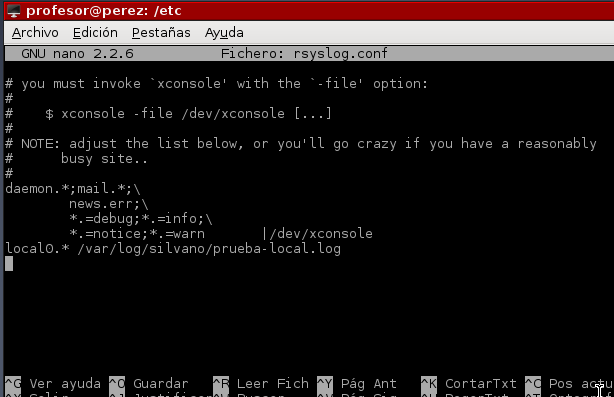 profesor@perez: /etc
Archivo Edición Pestañas Ayuda
GNU nano 2.2.6 Fichero: rsyslog.conf
# you must invoke `xconsole' with the `-file' option:
#
#    $ xconsole -file /dev/xconsole [...]
#
# NOTE: adjust the list below, or you'll go crazy if you have a reasonably
#      busy site..
#
daemon.*;mail.*;\
        news.err;\
        *.=debug;*.=info;\
        *.=notice;*.=warn       |/dev/xconsole
local0.* /var/log/silvano/prueba-local.log
^G Ver ayuda ^O Guardar ^R Leer Fich ^Y Pág Ant ^K CortarTxt ^C Pos actu